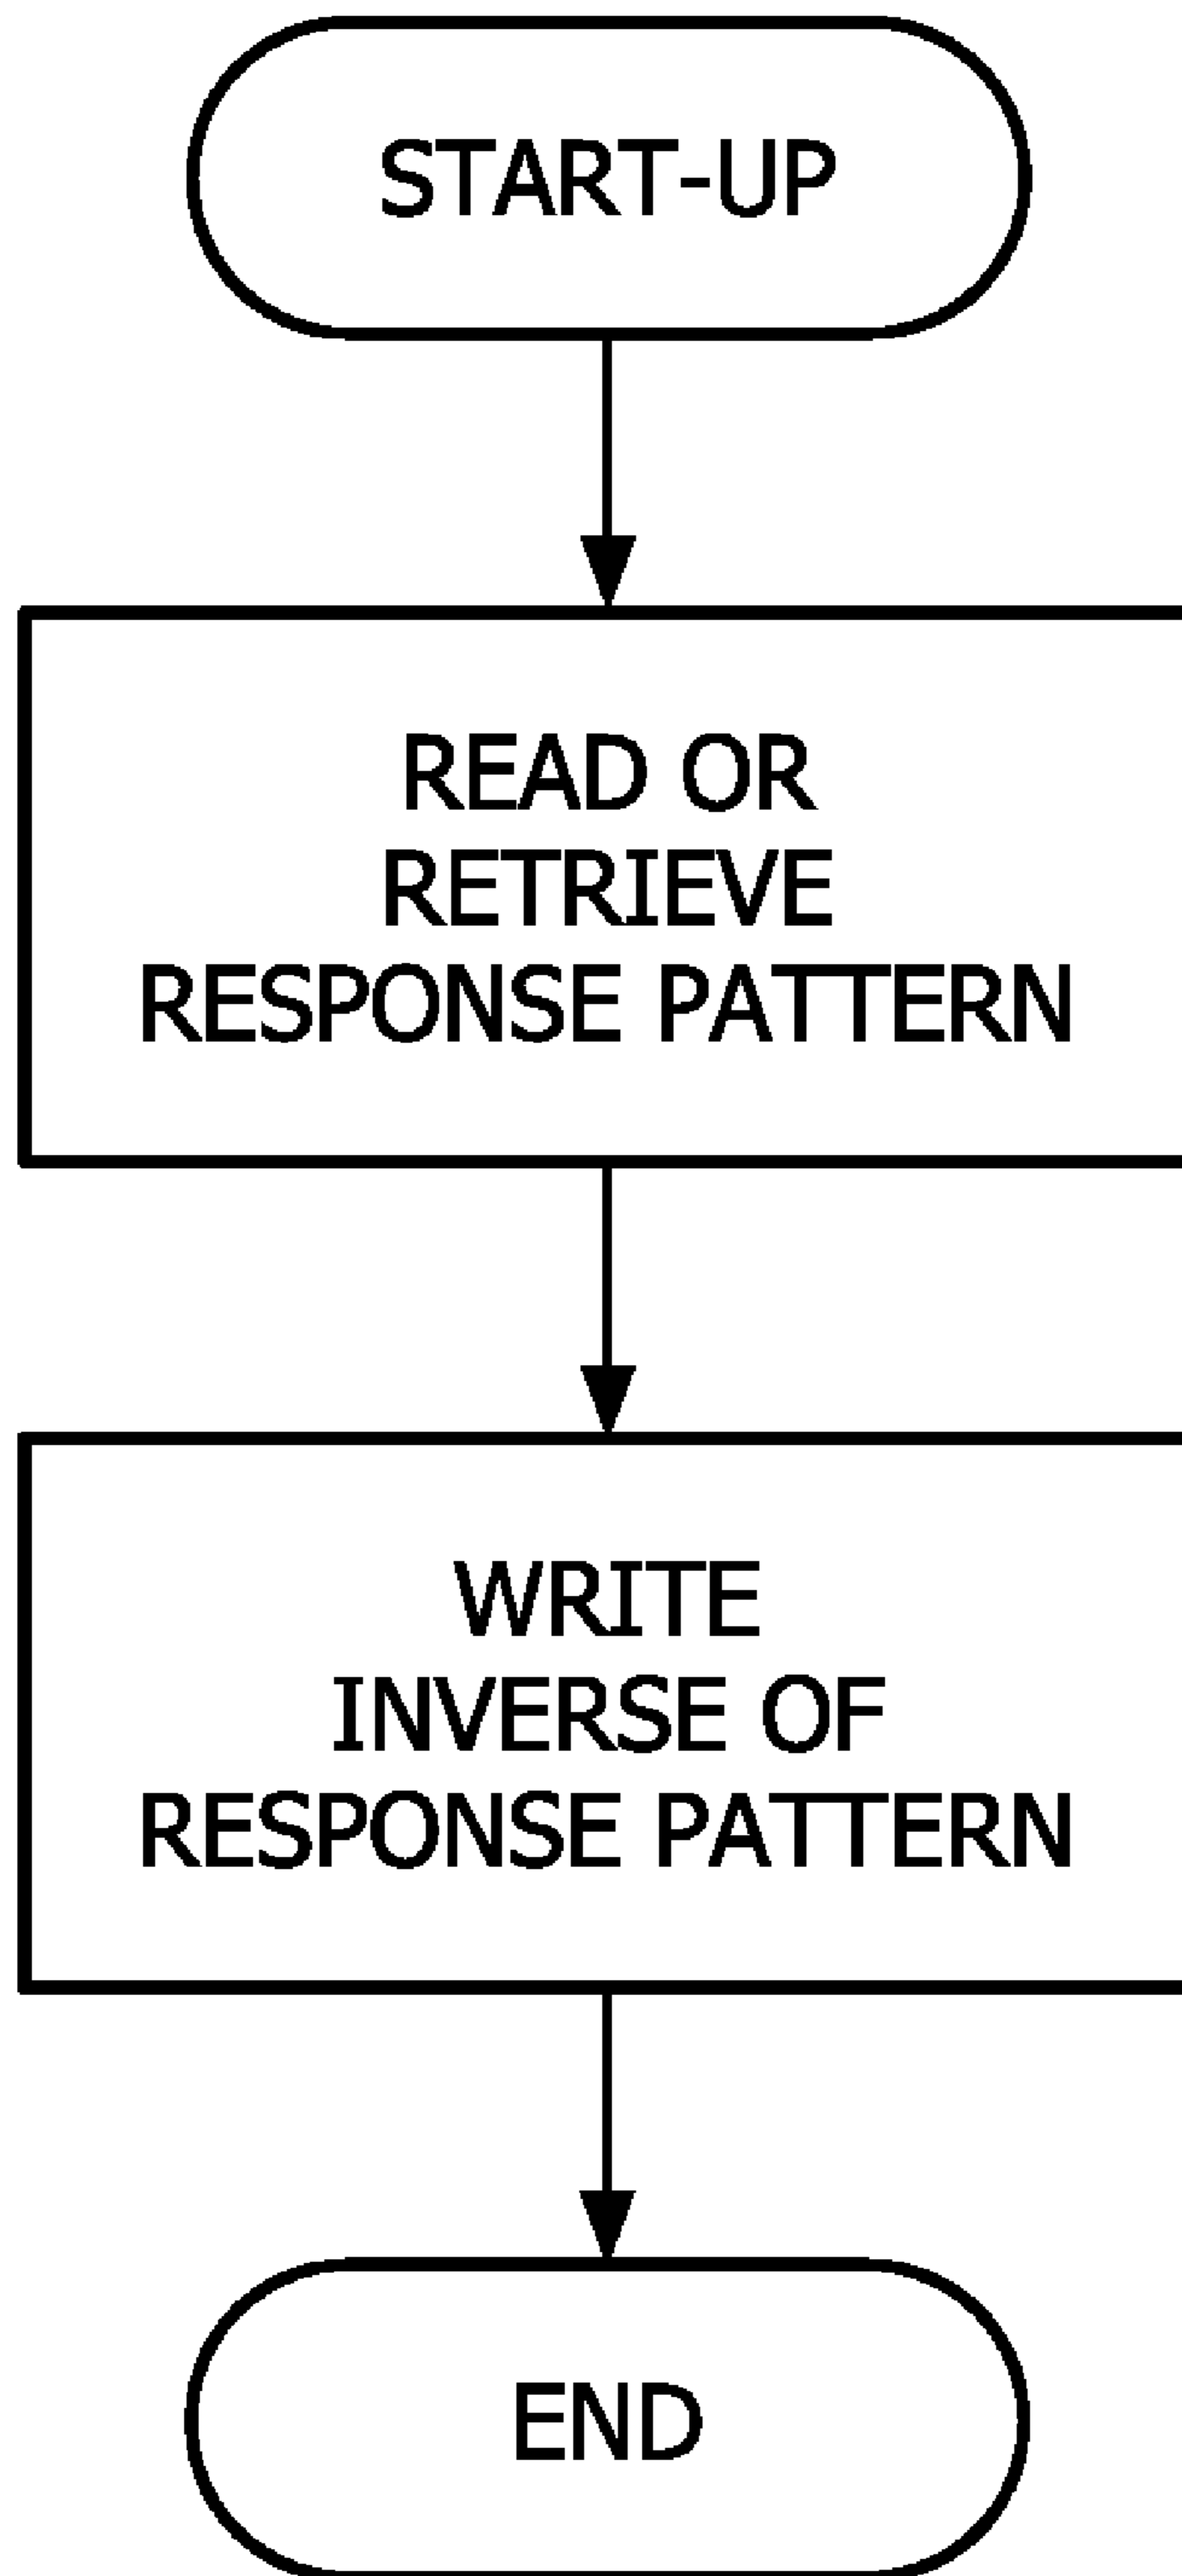 START-UP
READ OR
RETRIEVE
RESPONSE PATTERN
WRITE
INVERSE OF
RESPONSE PATTERN
END